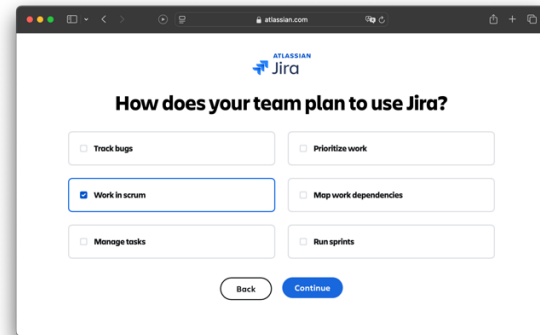 atlassian.com
ATLASSIAN
Jira
How does your team plan to use Jira?
Track bugs
Prioritize work
Work in scrum
Map work dependencies
Manage tasks
Run sprints
Back
Continue